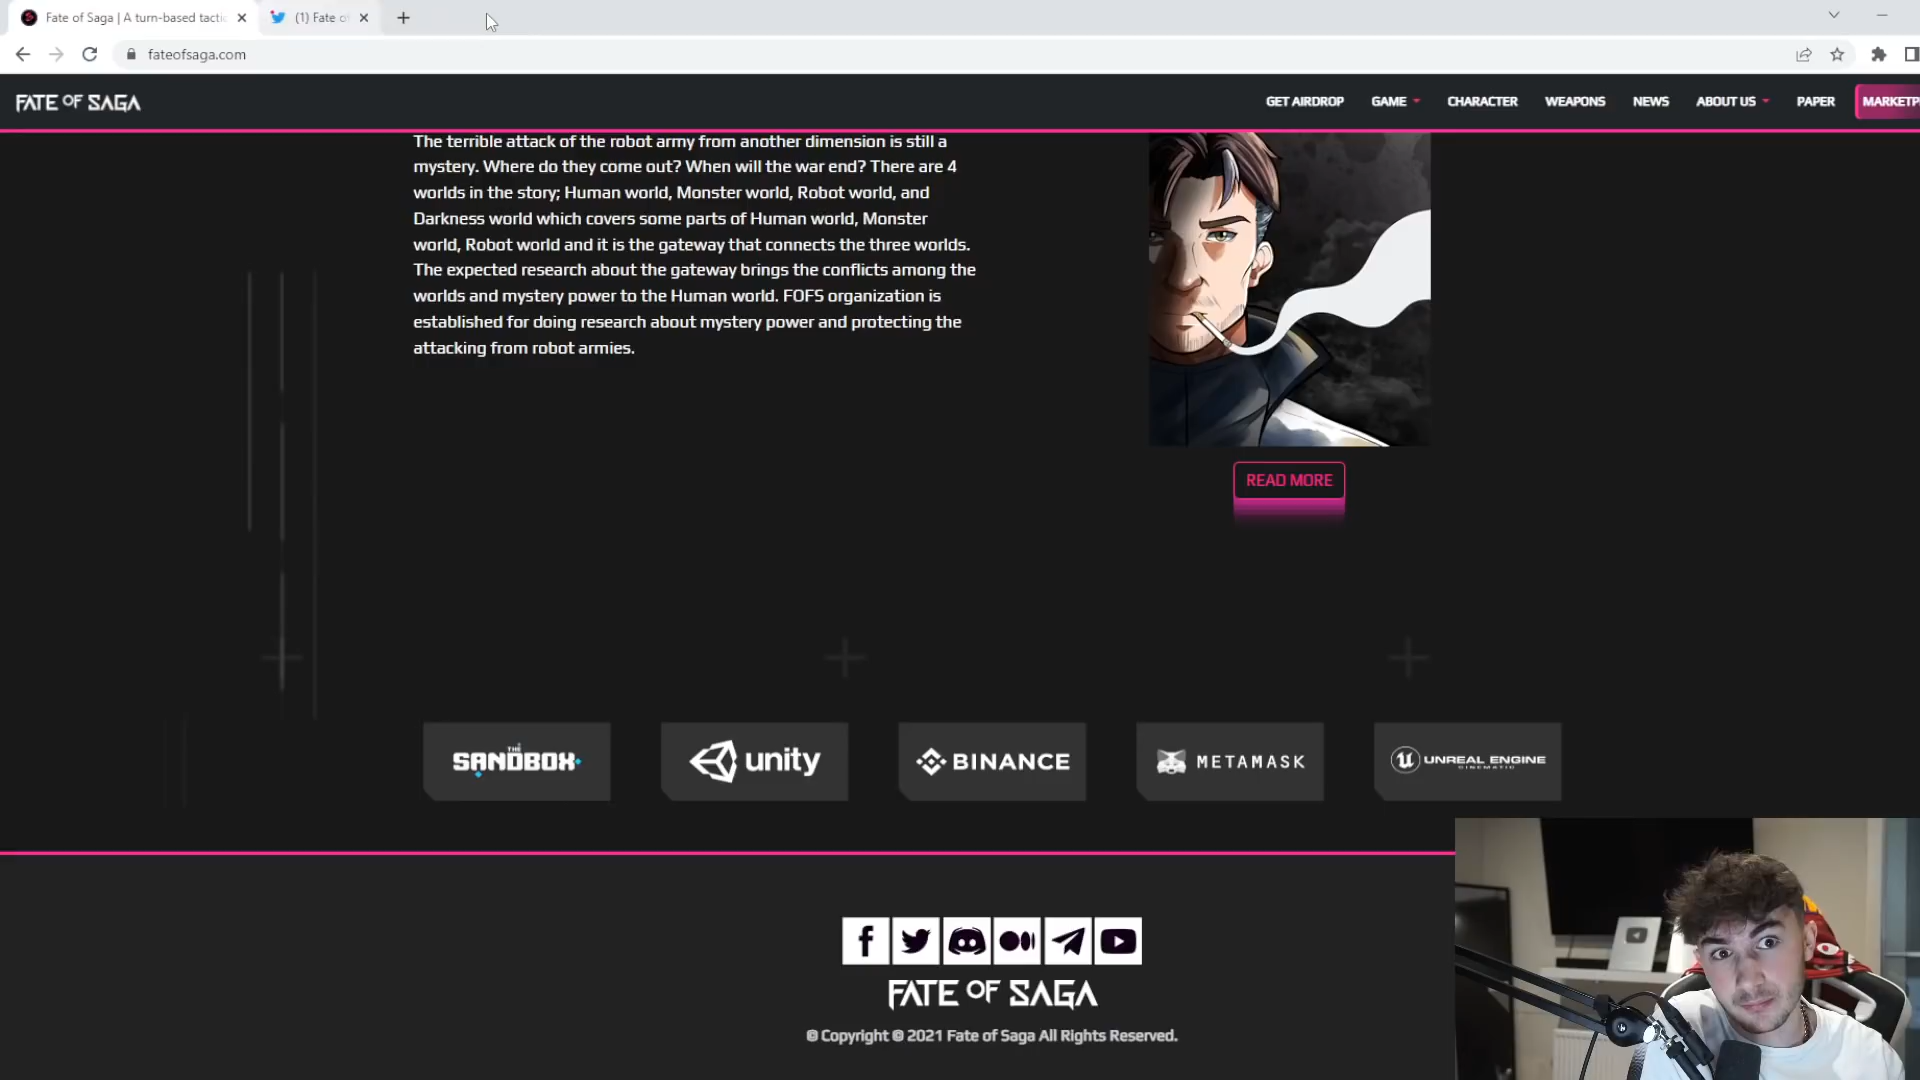 Fate of Saga | A turn-based tactic
(1) Fate of
fateofsaga.com
FATE OF SAGA
GET AIRDROP
GAME
CHARACTER
WEAPONS
NEWS
ABOUT US
PAPER
MARKETP
The terrible attack of the robot army from another dimension is still a
mystery. Where do they come out? When will the war end? There are 4
worlds in the story; Human world, Monster world, Robot world, and
Darkness world which covers some parts of Human world, Monster
world, Robot world and it is the gateway that connects the three worlds.
The expected research about the gateway brings the conflicts among the
worlds and mystery power to the Human world. FOFS organization is
established for doing research about mystery power and protecting the
attacking from robot armies.
READ MORE
THE
SANDBOX
unity
BINANCE
METAMASK
UNREAL ENGINE
CINEMATIC
FATE OF SAGA
© Copyright © 2021 Fate of Saga All Rights Reserved.